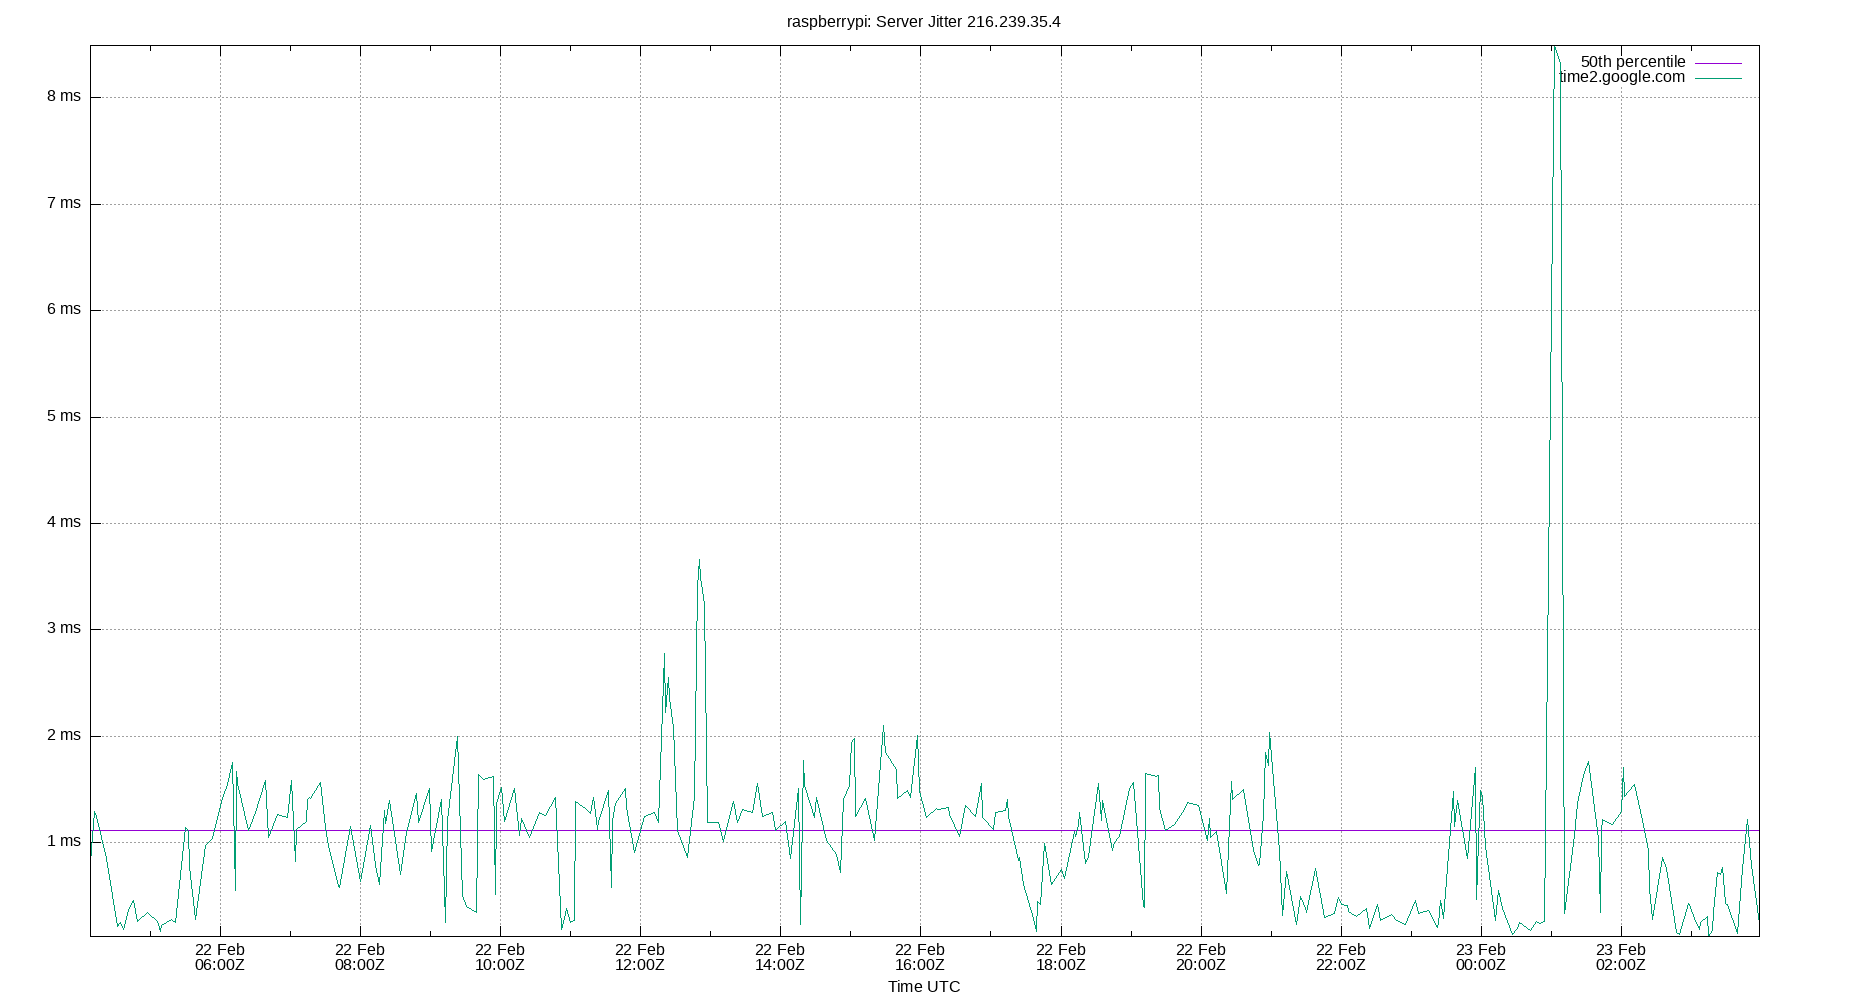 raspberrypi: Server Jitter 216.239.35.4
50th percentile
time2.google.com
8 ms
7 ms
6 ms
5 ms
4 ms
3 ms
2 ms
1 ms
22 Feb 22 Feb 22 Feb 22 Feb 22 Feb 22 Feb 22 Feb 22 Feb 22 Feb 23 Feb 23 Feb
06:00Z 08:00Z 10:00Z 12:00Z 14:00Z 16:00Z 18:00Z 20:00Z 22:00Z 00:00Z 02:00Z
Time UTC